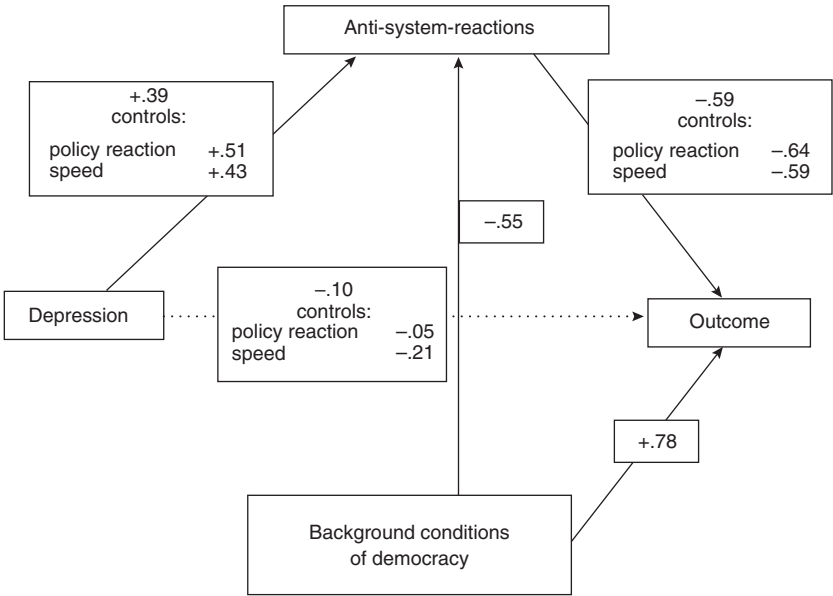 Anti-system-reactions
+.39
controls:
policy reaction +.51
speed +.43
–.59
controls:
policy reaction –.64
speed –.59
–.55
Depression
–.10
controls:
policy reaction –.05
speed –.21
Outcome
+.78
Background conditions
of democracy